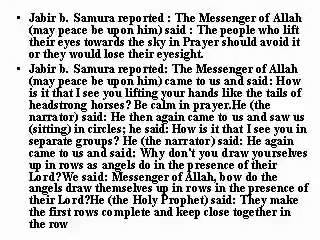 • Jabir b. Samura reported : The Messenger of Allah
(may peace be upon him) said : The people who lift
their eyes towards the sky in Prayer should avoid it
or they would lose their eyesight.
• Jabir b. Samura reported: The Messenger of Allah
(may peace be upon him) came to us and said: How
is it that I see you lifting your hands like the tails of
headstrong horses? Be calm in prayer.He (the
narrator) said: He then again came to us and saw us
(sitting) in circles; he said: How is it that I see you in
separate groups? He (the narrator) said: He again
came to us and said: Why don't you draw yourselves
up in rows as angels do in the presence of their
Lord?We said: Messenger of Allah, bow do the
angels draw themselves up in rows in the presence of
their Lord?He (the Holy Prophet) said: They make
the first rows complete and keep close together in
the row